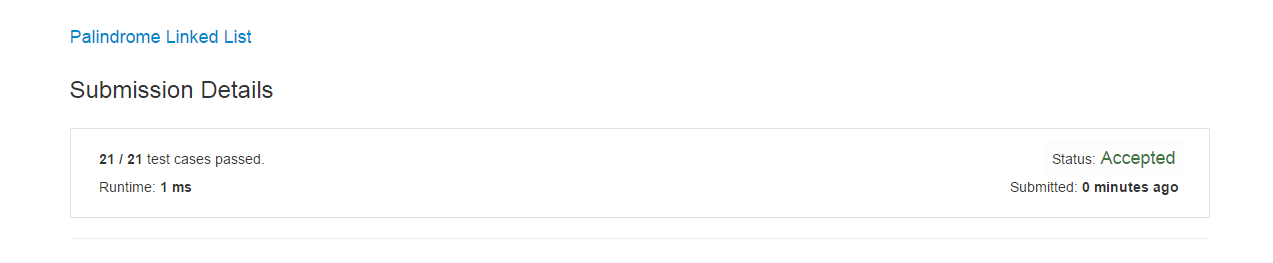 Palindrome Linked List
Submission Details
21 / 21 test cases passed.
Status: Accepted
Runtime: 1 ms
Submitted: 0 minutes ago